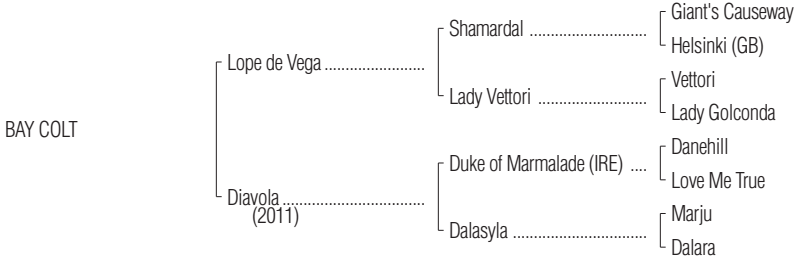 Giant's Causeway
Shamardal ..............................
Helsinki (GB)
Lope de Vega .........................
Vettori
Lady Vettori ............................
Lady Golconda
BAY COLT
Danehill
Duke of Marmalade (IRE) ....
Love Me True
Diavola ....................................
(2011)
Marju
Dalasyla ...................................
Dalara